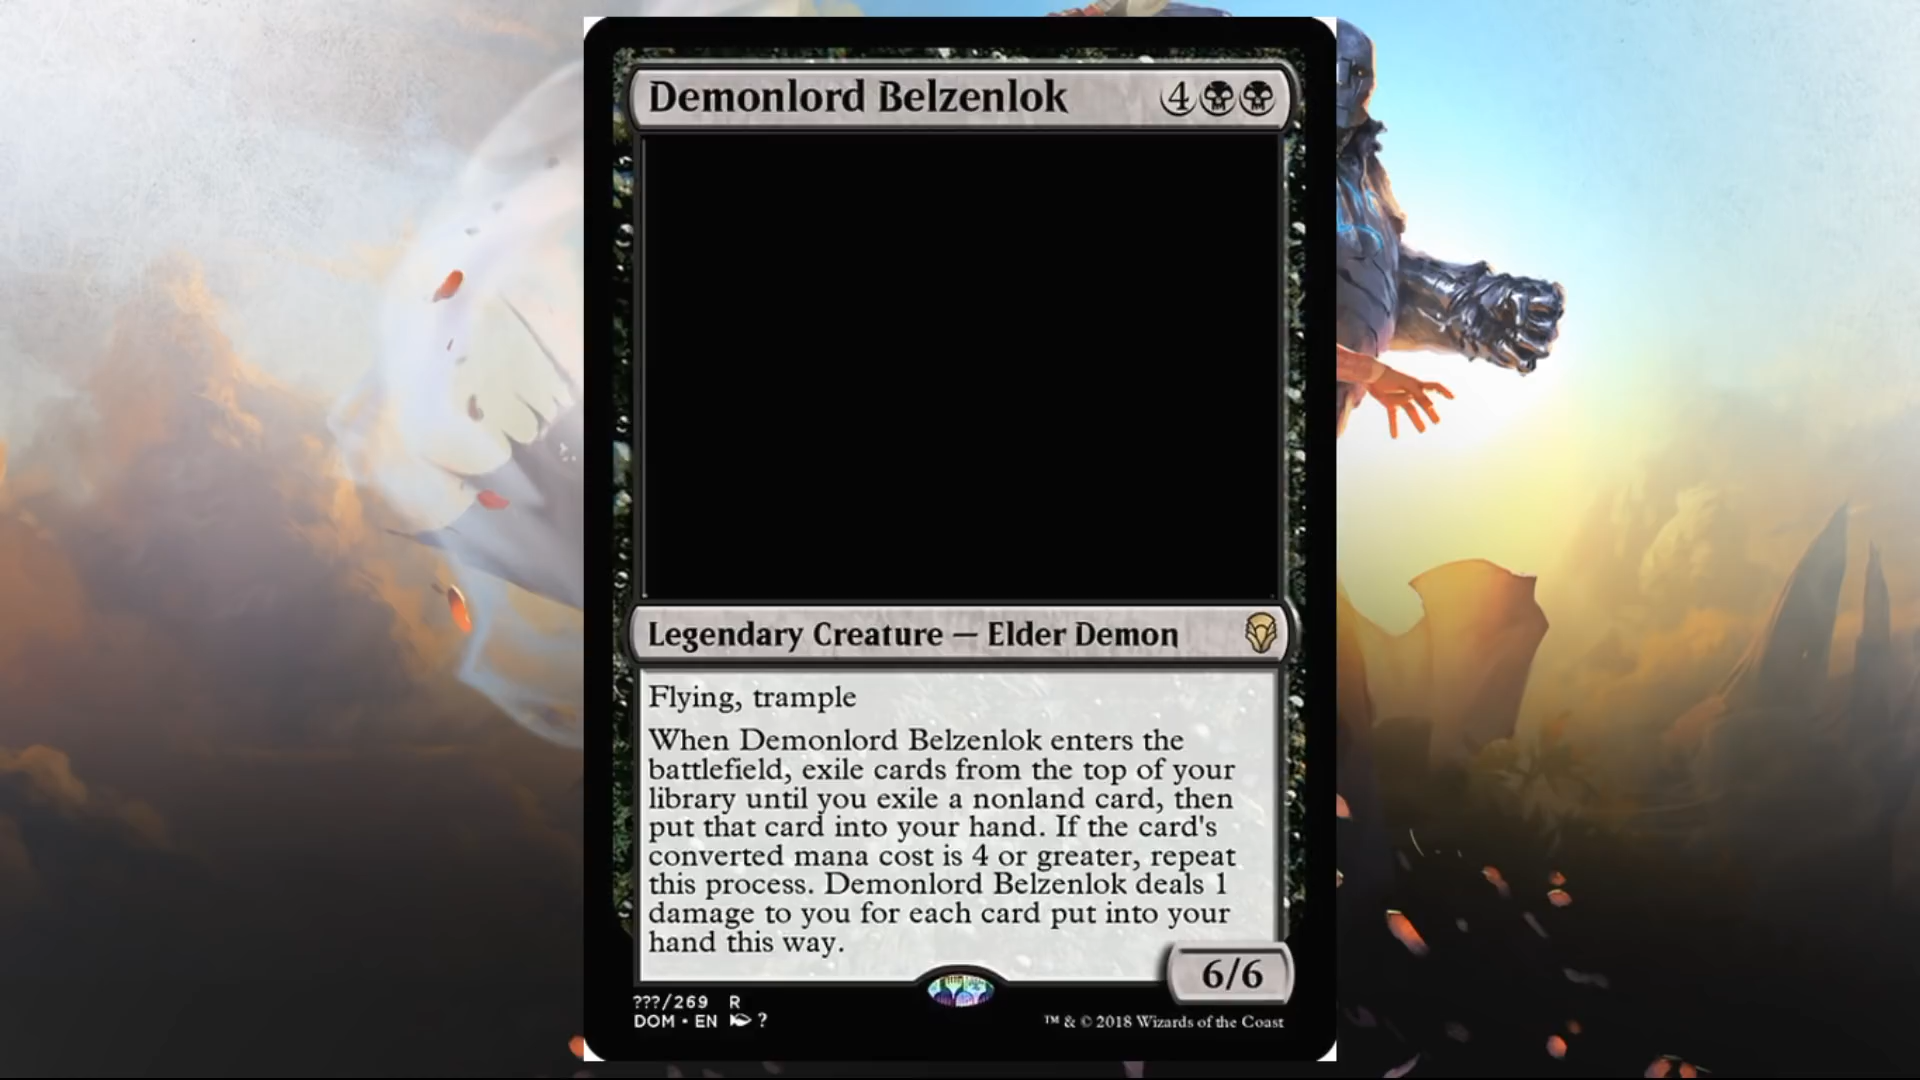 Demonlord Belzenlok 4
Legendary Creature — Elder Demon
Flying, trample
When Demonlord Belzenlok enters the
battlefield, exile cards from the top of your
library until you exile a nonland card, then
put that card into your hand. If the card's
converted mana cost is 4 or greater, repeat
this process. Demonlord Belzenlok deals 1
damage to you for each card put into your
hand this way.
6/6
???/269 R
DOM • EN ?
™ & © 2018 Wizards of the Coast